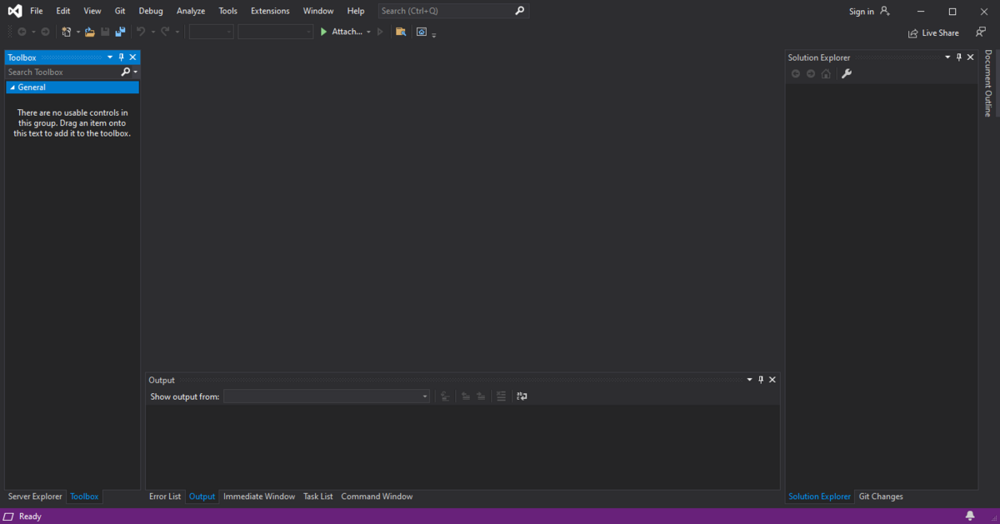 File Edit View Git Debug Analyze Tools Extensions Window Help Search (Ctrl+Q) Sign in
Attach... Live Share
Toolbox
Search Toolbox
General
There are no usable controls in
this group. Drag an item onto
this text to add it to the toolbox.
Server Explorer Toolbox
Output
Show output from:
Error List Output Immediate Window Task List Command Window
Solution Explorer
Solution Explorer Git Changes
Document Outline
Ready